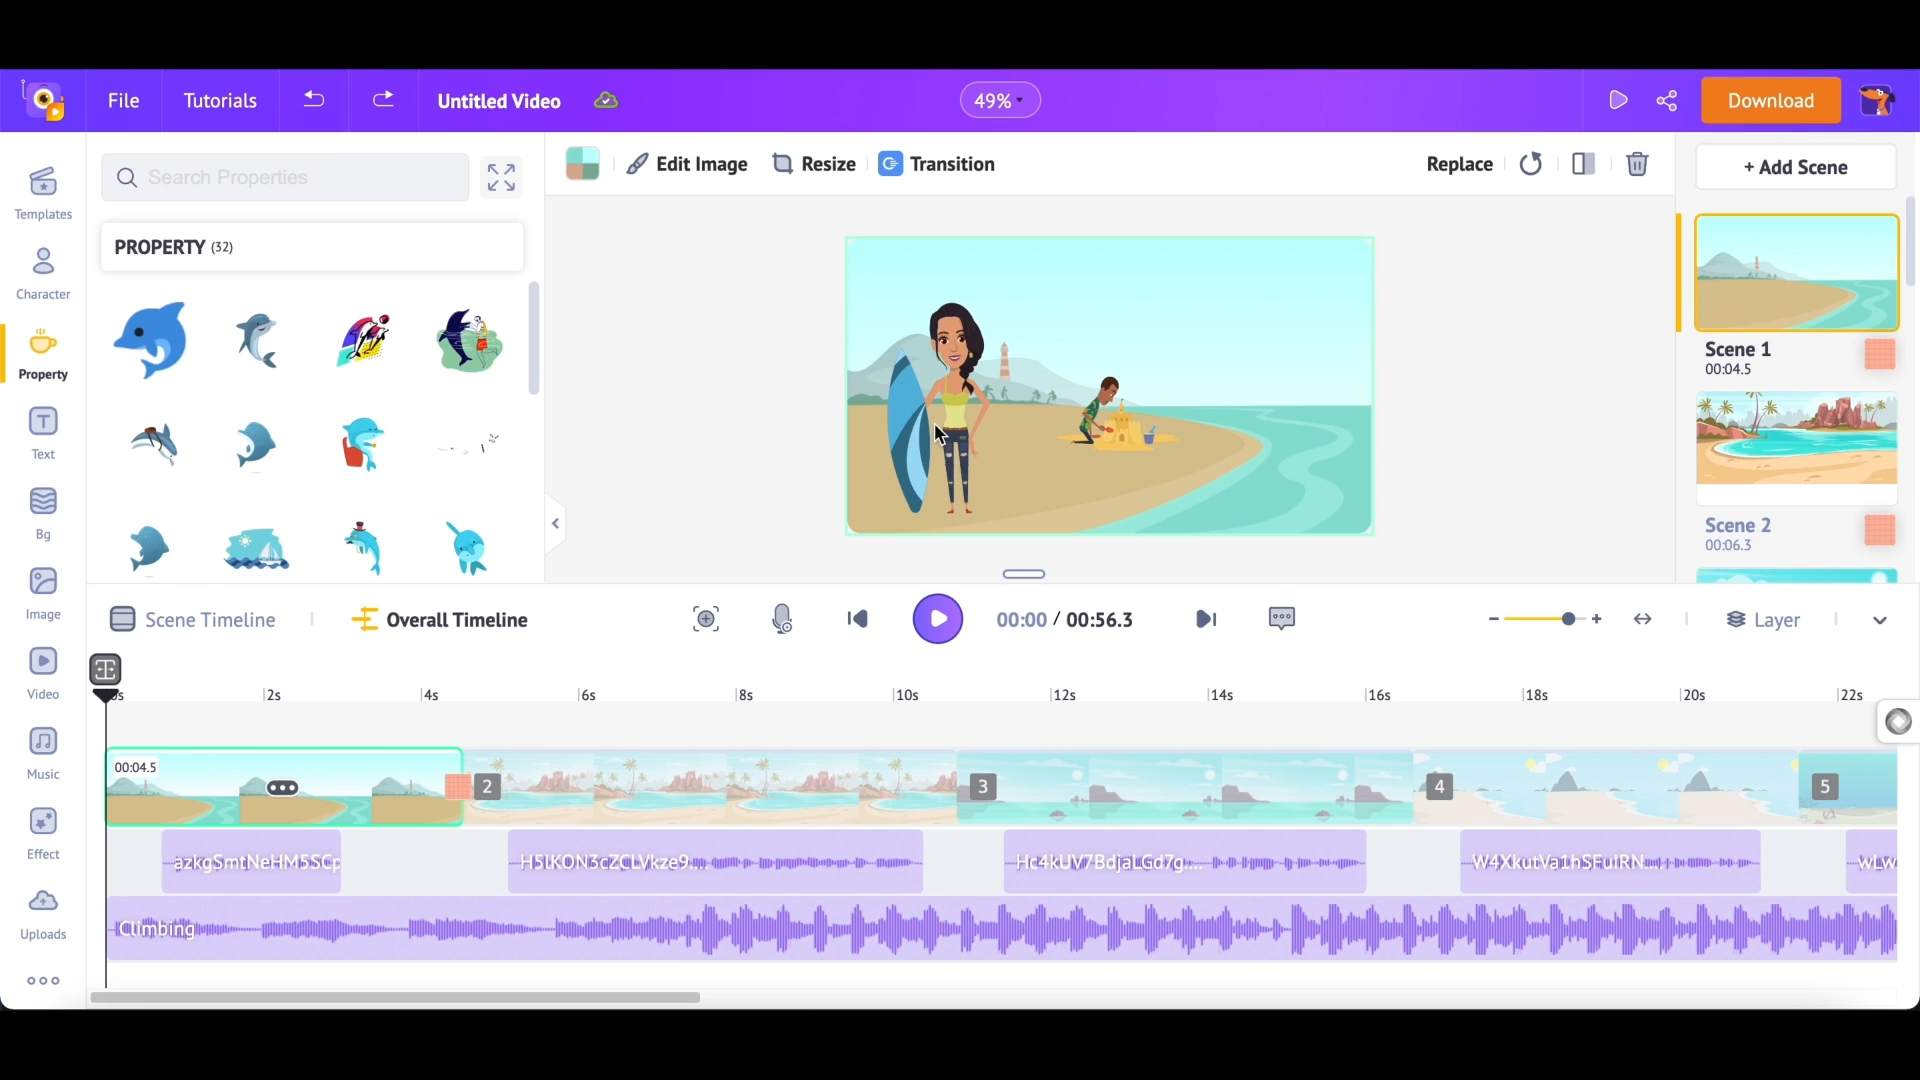 File
Tutorials
Untitled Video
49%
Download
Templates
Character
Property
Text
Bg
Image
Video
Music
Effect
Uploads
Search Properties
PROPERTY (32)
Edit Image
Resize
Transition
Replace
+ Add Scene
Scene 1
00:04.5
Scene 2
00:06.3
Scene Timeline
Overall Timeline
00:00 / 00:56.3
Layer
2s
4s
6s
8s
10s
12s
14s
16s
18s
20s
22s
00:04.5
2
3
4
5
azkgSmtNeHM5SCp
H5lKON3cZCLVkze9....
Hc4kUV7BdjaLGd7g....
W4XkutVa1hSFuIRN....
wLw
Climbing